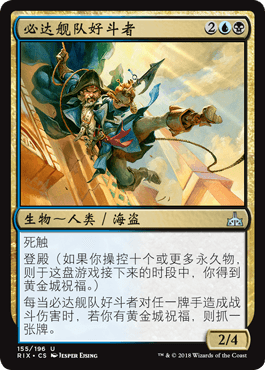 必达舰队好斗者 2
生物～人类／海盗
死触
登殿（如果你操控十个或更多永久物，
则于这盘游戏接下来的时段中，你得到
黄金城祝福。）
每当必达舰队好斗者对任一牌手造成战
斗伤害时，若你有黄金城祝福，则抓一
张牌。
155/196 U
RIX • CS JESPER EJSING
™ & © 2018 Wizards of the Coast
2/4